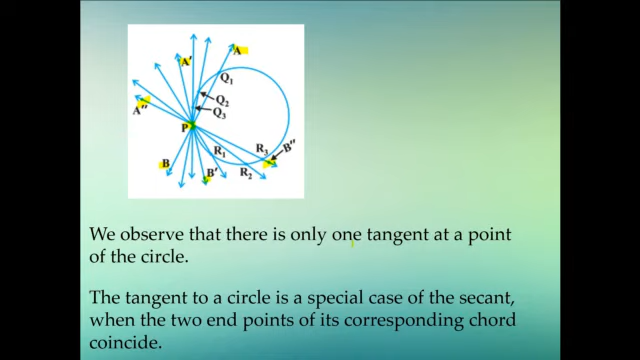 A
A′
Q1
Q2
A″
Q3
P
R1
R3
B″
B
B′
R2
We observe that there is only one tangent at a point
of the circle.
The tangent to a circle is a special case of the secant,
when the two end points of its corresponding chord
coincide.